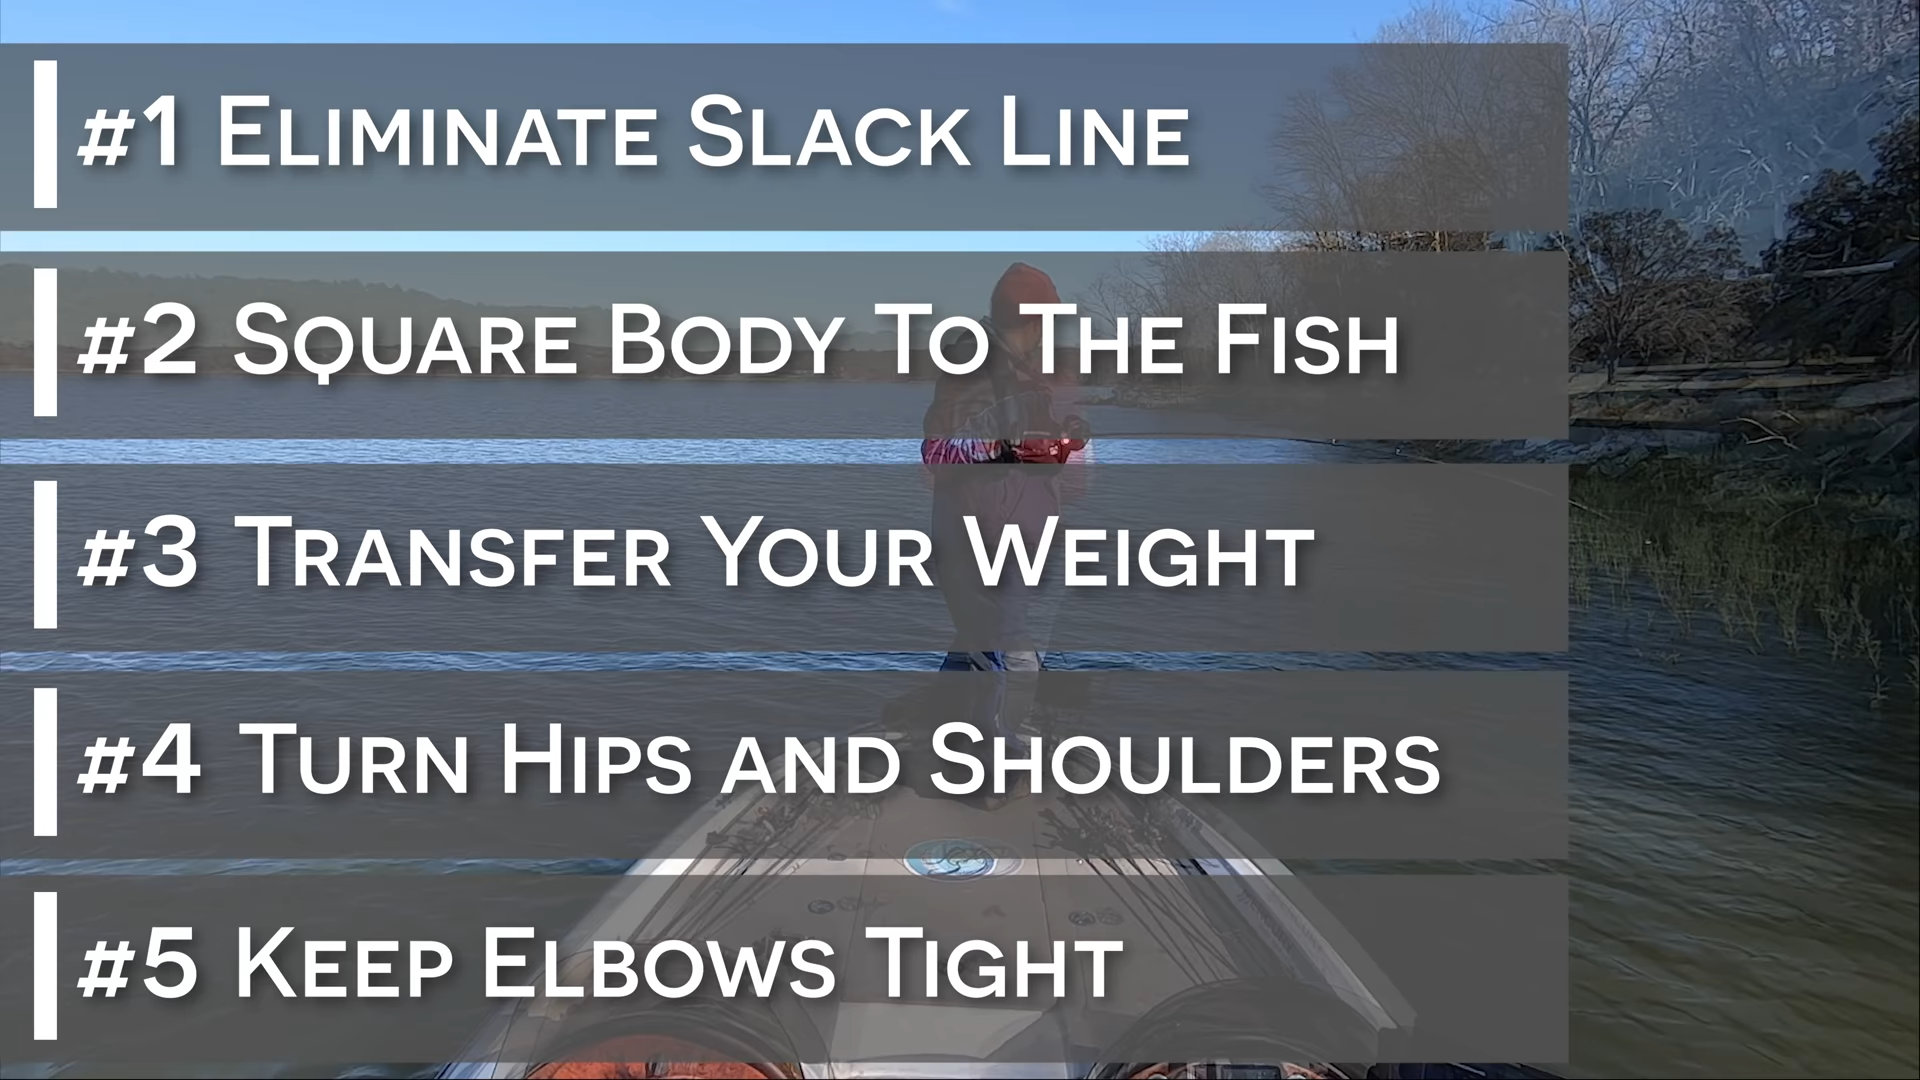 #1 Eliminate Slack Line
#2 Square Body To The Fish
#3 Transfer Your Weight
#4 Turn Hips and Shoulders
#5 Keep Elbows Tight